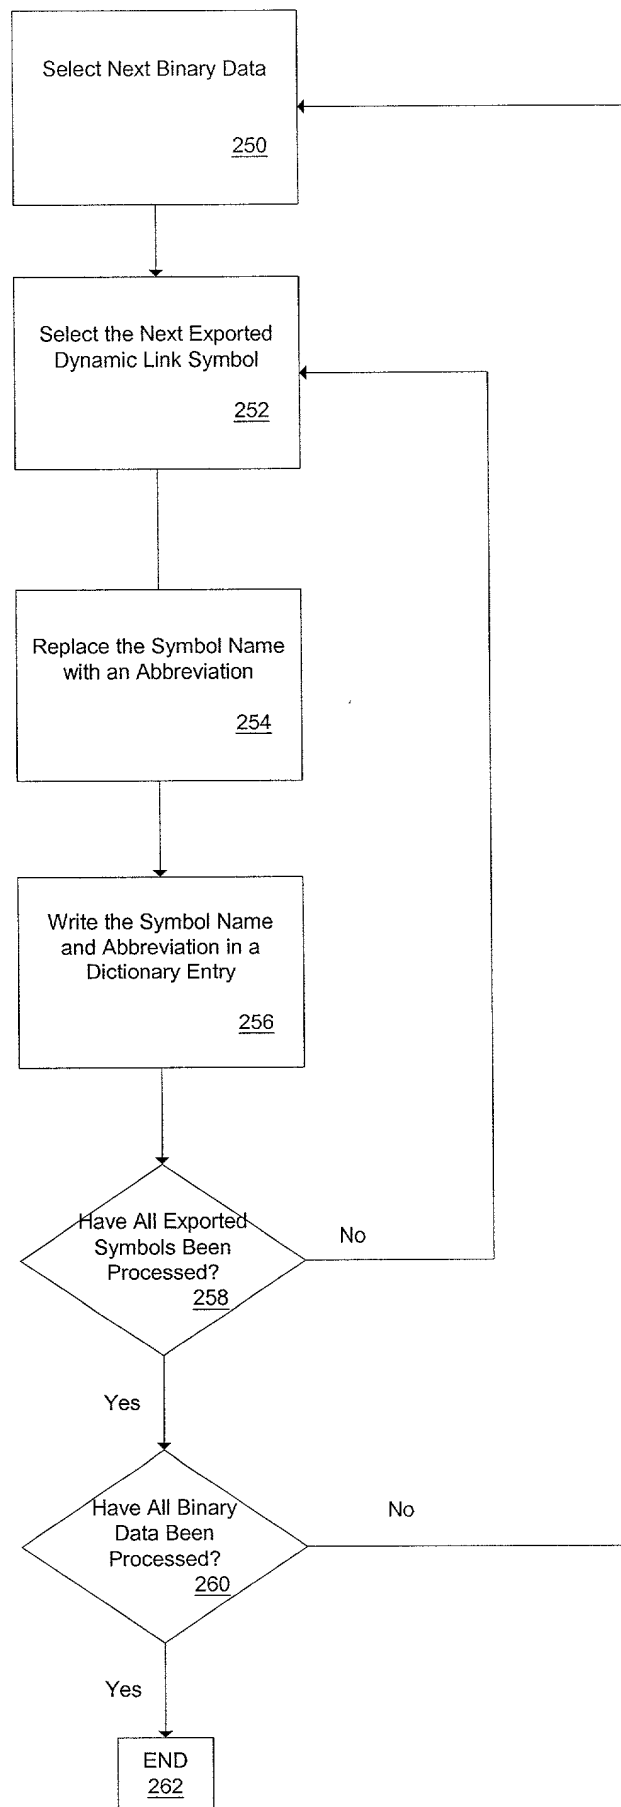 Select Next Binary Data
250
Select the Next Exported
Dynamic Link Symbol
252
Replace the Symbol Name
with an Abbreviation
254
Write the Symbol Name
and Abbreviation in a
Dictionary Entry
256
Have All Exported
Symbols Been
Processed?
258
No
Yes
Have All Binary
Data Been
Processed?
260
No
Yes
END
262